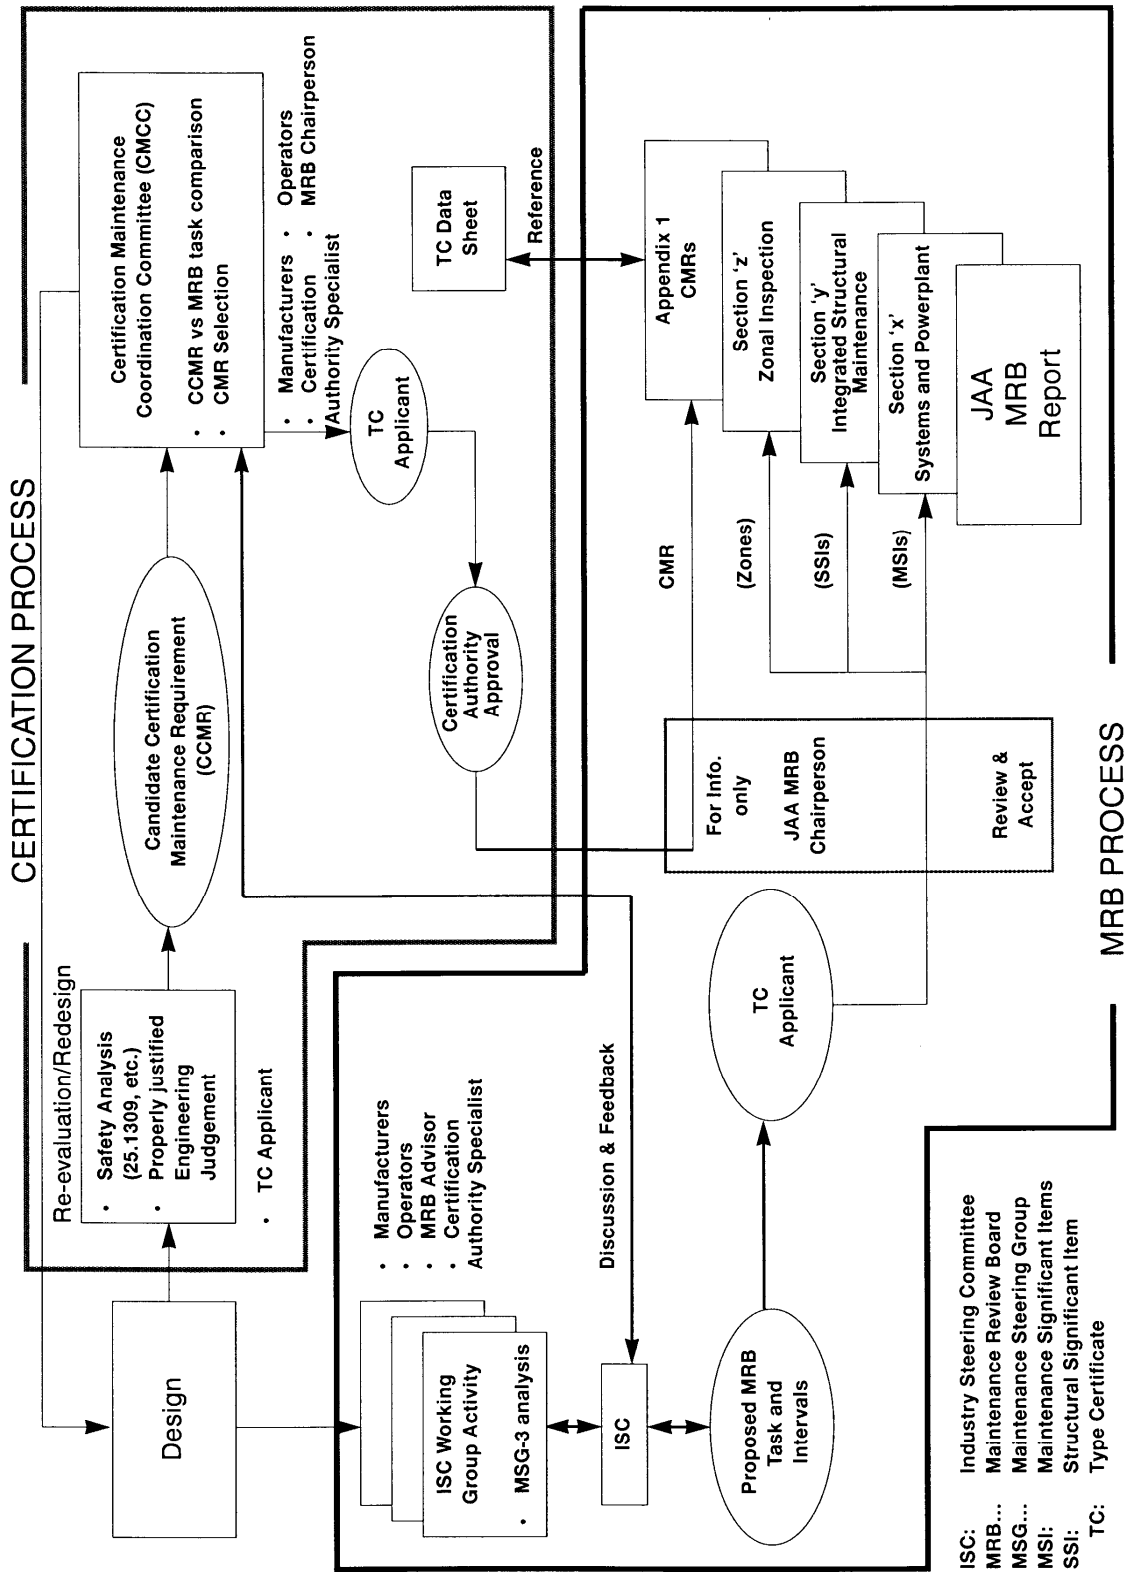 CERTIFICATION PROCESS
Re-evaluation/Redesign
Design
• Safety Analysis
(25.1309, etc.)
• Properly justified
Engineering
Judgement
• TC Applicant
Candidate Certification
Maintenance Requirement
(CCMR)
Certification Maintenance
Coordination Committee (CMCC)
• CCMR vs MRB task comparison
• CMR Selection
• Manufacturers • Operators
• Certification • MRB Chairperson
Authority Specialist
TC
Applicant
Certification
Authority
Approval
TC Data
Sheet
Reference
• Manufacturers
• Operators
• MRB Advisor
• Certification
Authority Specialist
ISC Working
Group Activity
• MSG-3 analysis
ISC
Discussion & Feedback
Proposed MRB
Task and
Intervals
TC
Applicant
For Info.
only
JAA MRB
Chairperson
Review &
Accept
CMR
(Zones)
(SSIs)
(MSIs)
Appendix 1
CMRs
Section ‘z’
Zonal Inspection
Section ‘y’
Integrated Structural
Maintenance
Section ‘x’
Systems and Powerplant
JAA
MRB
Report
ISC: Industry Steering Committee
MRB... Maintenance Review Board
MSG... Maintenance Steering Group
MSI: Maintenance Significant Items
SSI: Structural Significant Item
TC: Type Certificate
MRB PROCESS